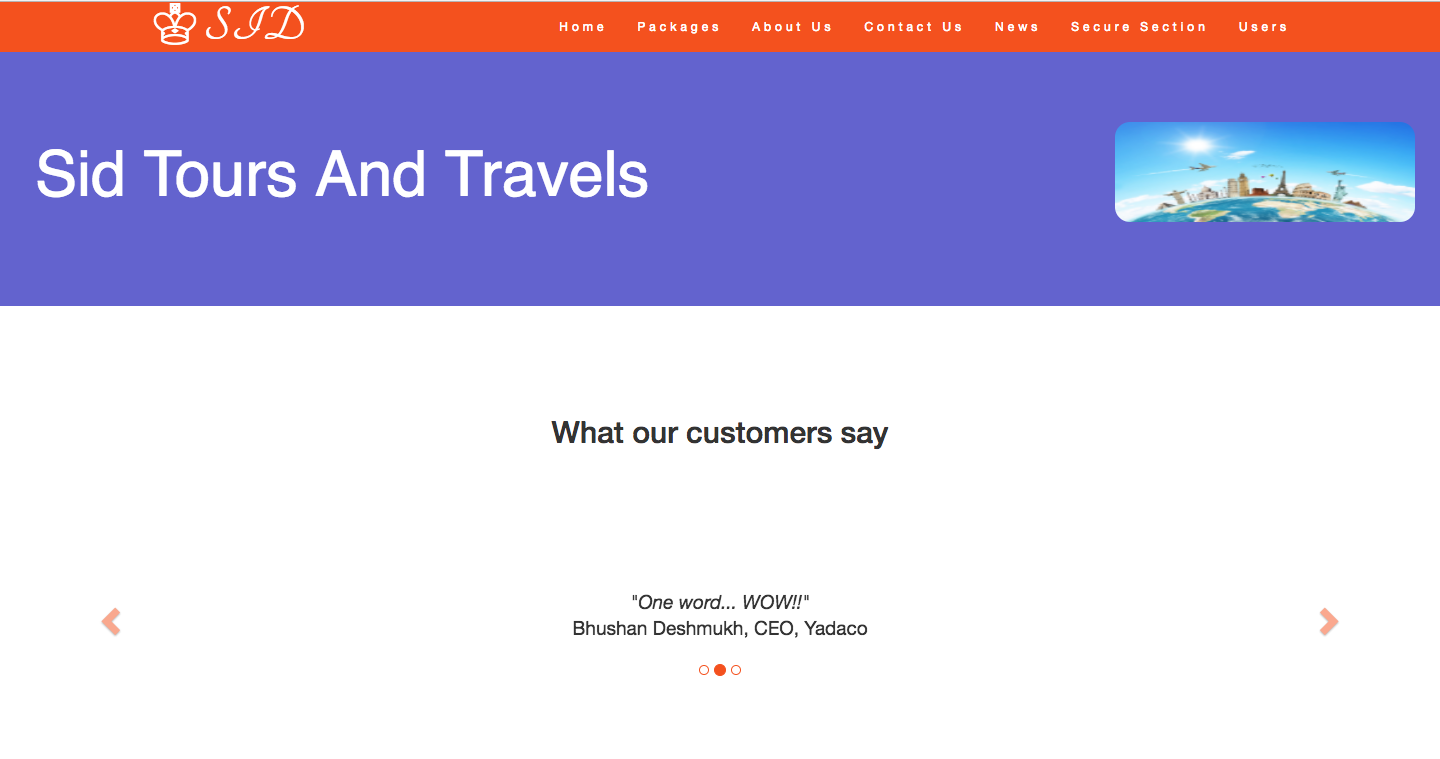 SID
Home Packages About Us Contact Us News Secure Section Users
Sid Tours And Travels
What our customers say
"One word... WOW!!"
Bhushan Deshmukh, CEO, Yadaco